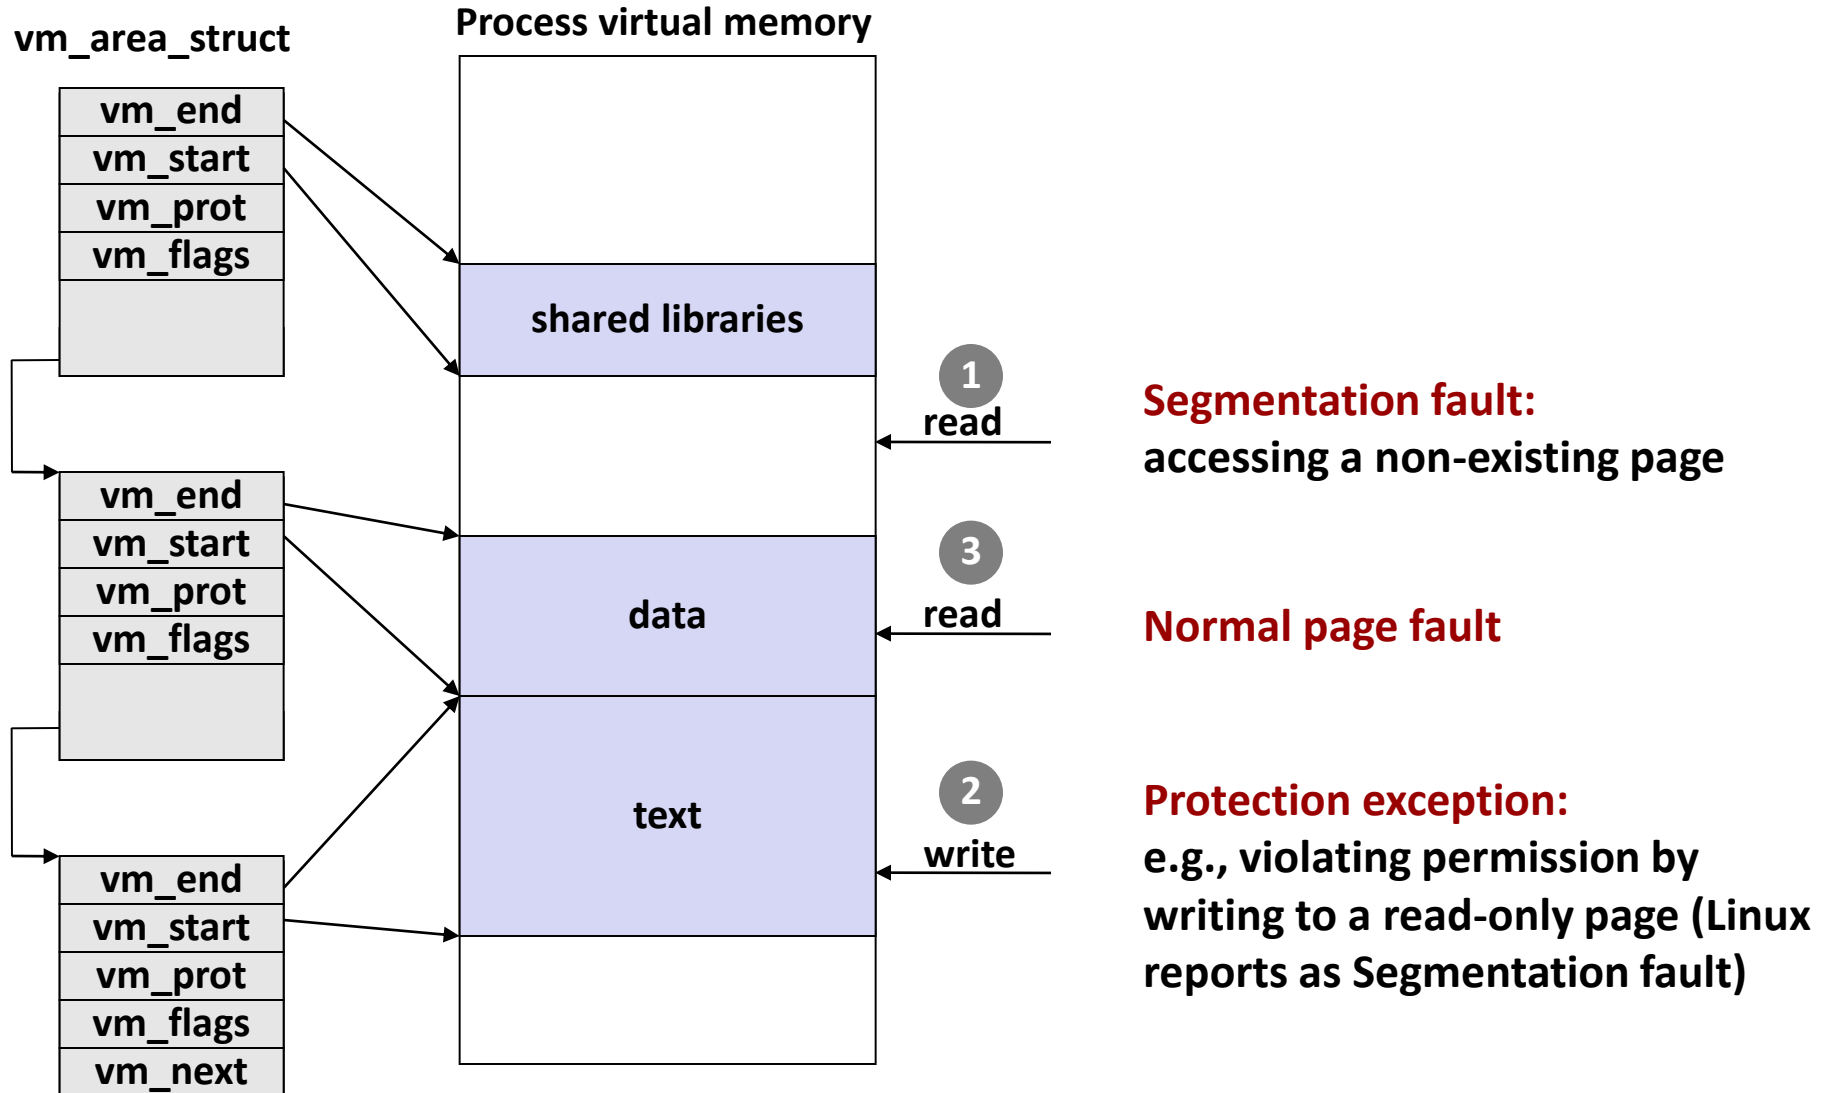 Process virtual memory
vm_area_struct
vm_end
vm_start
vm_prot
vm_flags
shared libraries
1
read
Segmentation fault:
accessing a non-existing page
vm_end
vm_start
vm_prot
vm_flags
data
3
read
Normal page fault
text
2
write
Protection exception:
e.g., violating permission by
writing to a read-only page (Linux
reports as Segmentation fault)
vm_end
vm_start
vm_prot
vm_flags
vm_next